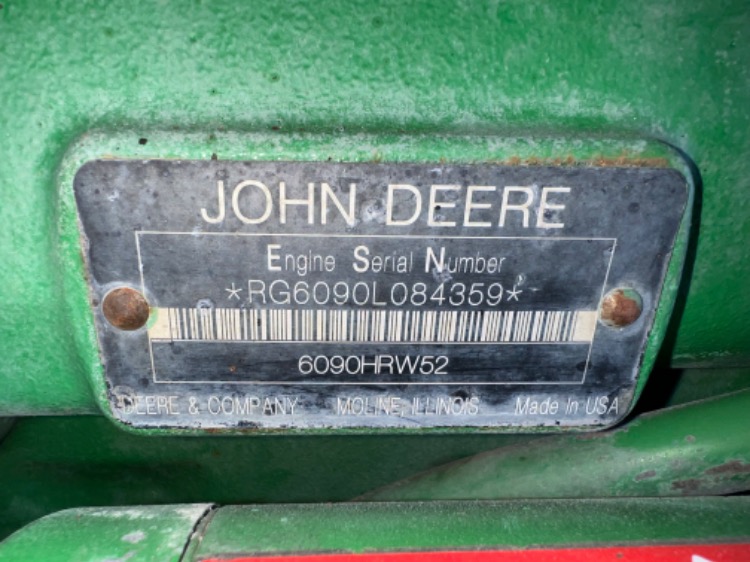 JOHN DEERE
Engine Serial Number
*RG6090L084359*
6090HRW52
DEERE & COMPANY MOLINE, ILLINOIS Made in USA